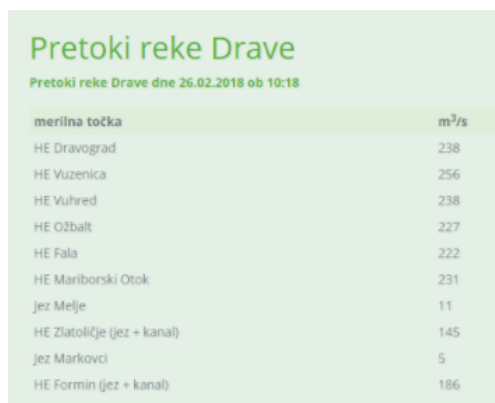 Pretoki reke Drave
Pretoki reke Drave dne 26.02.2018 ob 10:18
merilna točka m³/s
HE Dravograd 238
HE Vuzenica 256
HE Vuhred 238
HE Ožbalt 227
HE Fala 222
HE Mariborski Otok 231
Jez Melje 11
HE Zlatoličje (jez + kanal) 145
Jez Markovci 5
HE Formin (jez + kanal) 186